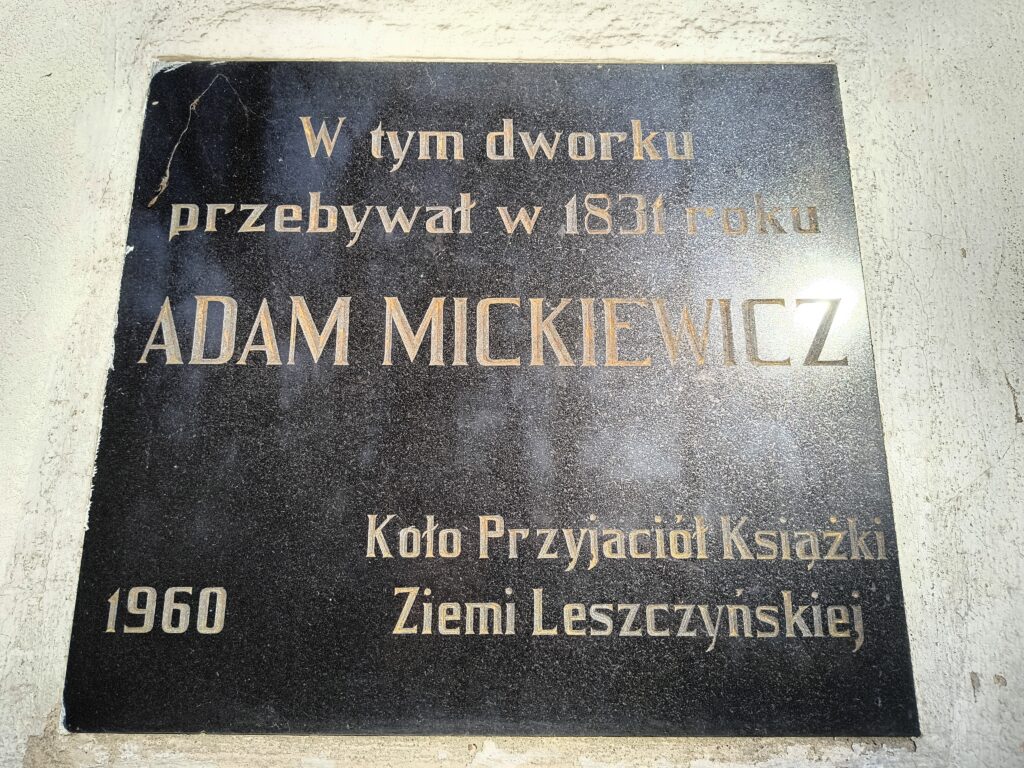 W tym dworku
przebywał w 1831 roku
ADAM MICKIEWICZ
Koło Przyjaciół Książki
1960 Ziemi Leszczyńskiej